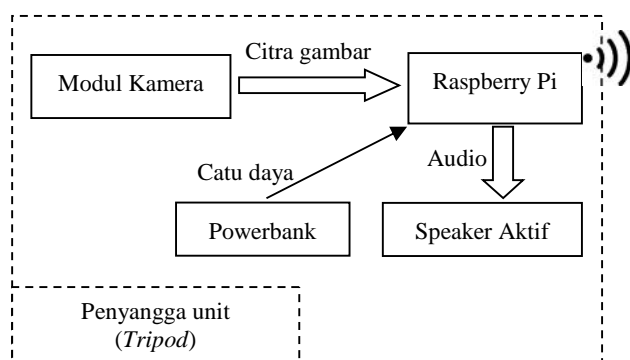 Citra gambar
Modul Kamera
Raspberry Pi
Audio
Catu daya
Powerbank
Speaker Aktif
Penyangga unit
(Tripod)